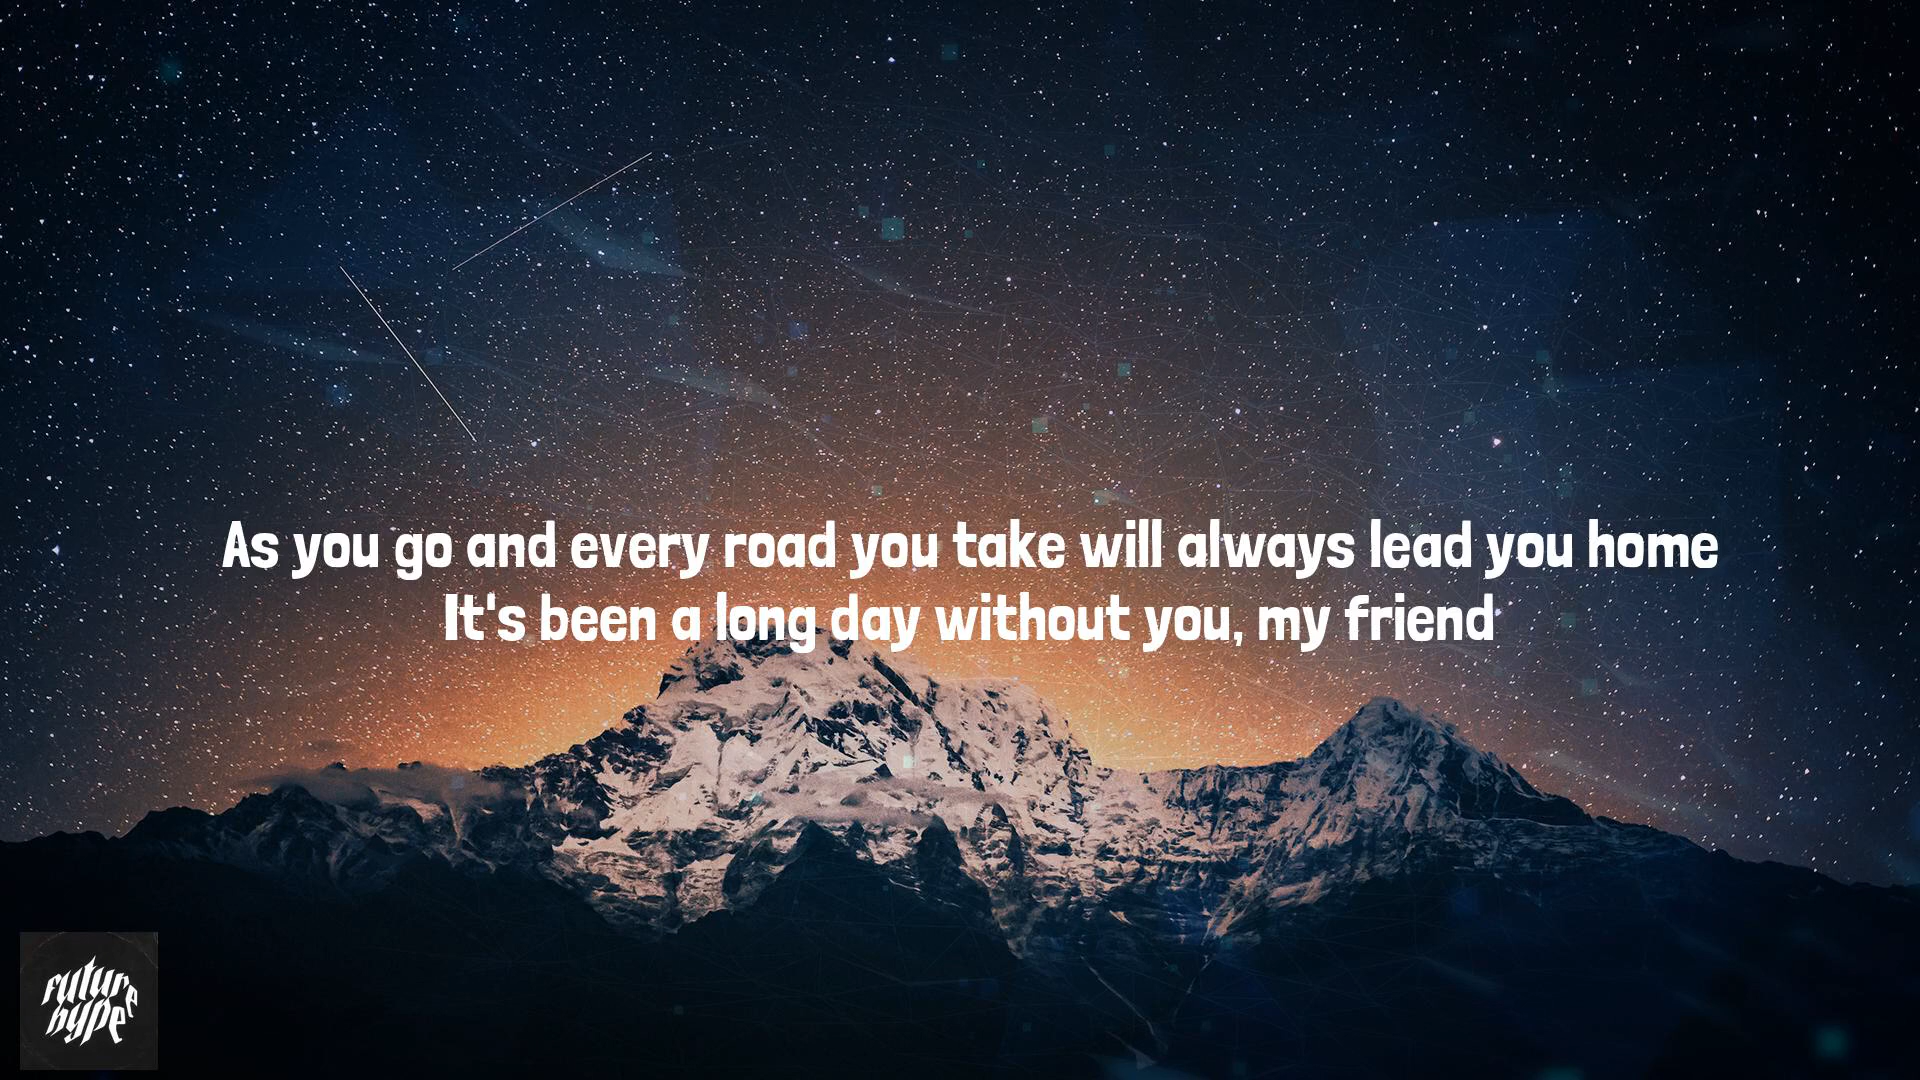 As you go and every road you take will always lead you home
It's been a long day without you, my friend
future
hype